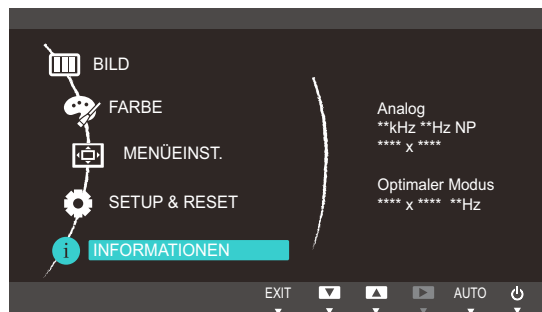 BILD
FARBE
MENÜEINST.
SETUP & RESET
i INFORMATIONEN
Analog
**kHz **Hz NP
**** x ****
Optimaler Modus
**** x **** **Hz
EXIT AUTO